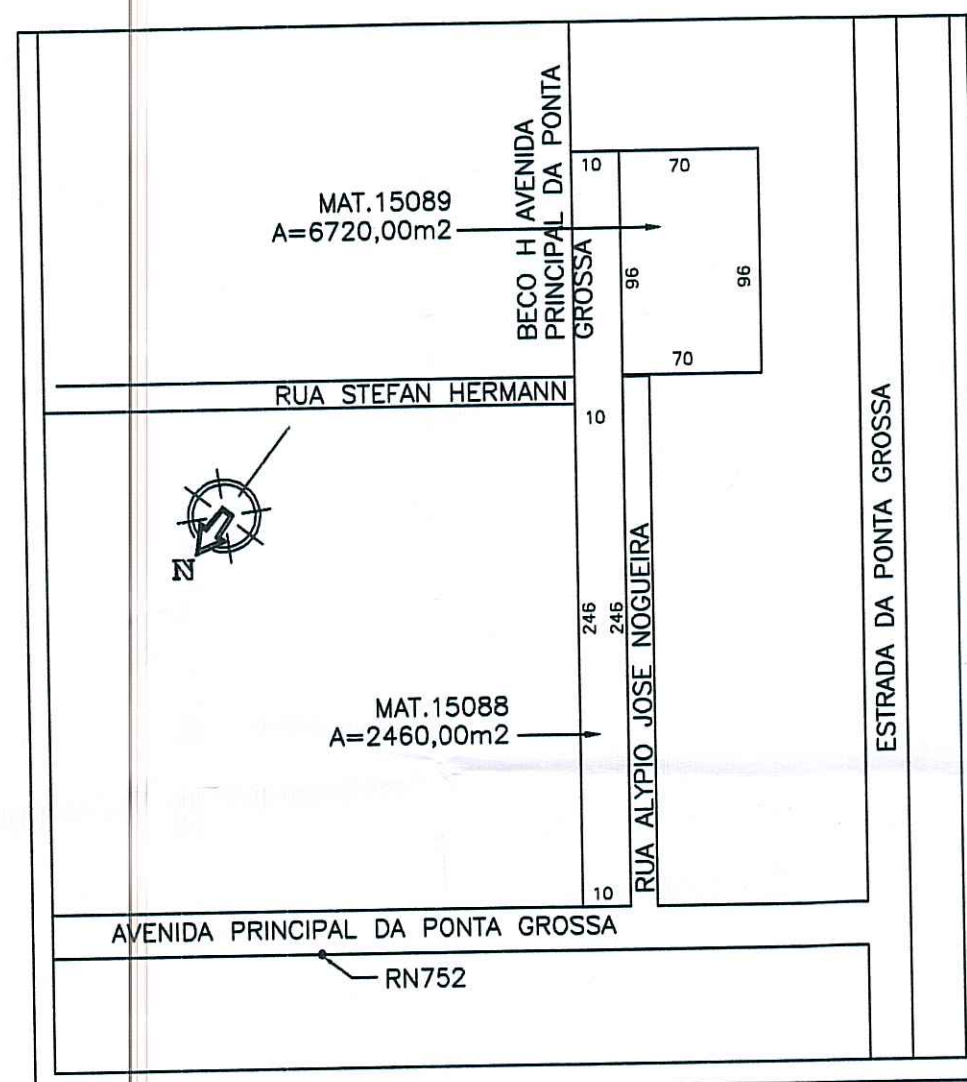 BECO H AVENIDA
PRINCIPAL DA PONTA
GROSSA
10
70
MAT.15089
A=6720,00m2
96
96
70
RUA STEFAN HERMANN
10
N
246
246
RUA ALYPIO JOSE NOGUEIRA
ESTRADA DA PONTA GROSSA
MAT.15088
A=2460,00m2
10
AVENIDA PRINCIPAL DA PONTA GROSSA
RN752